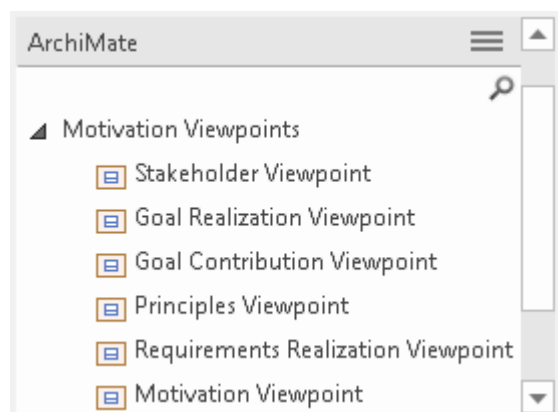 ArchiMate
Motivation Viewpoints
Stakeholder Viewpoint
Goal Realization Viewpoint
Goal Contribution Viewpoint
Principles Viewpoint
Requirements Realization Viewpoint
Motivation Viewpoint